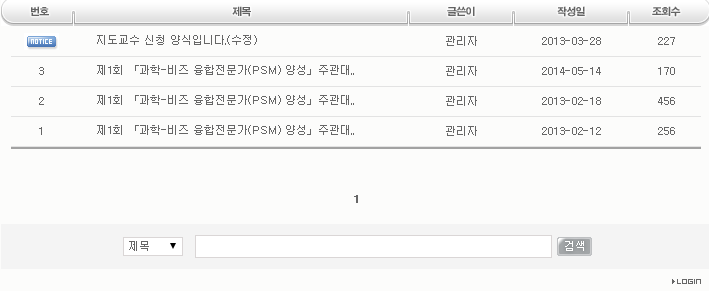 번호 제목 글쓴이 작성일 조회수
NOTICE 지도교수 신청 양식입니다.(수정) 관리자 2013-03-28 227
3 제1회 「과학-비즈 융합전문가(PSM) 양성」주관대.. 관리자 2014-05-14 170
2 제1회 「과학-비즈 융합전문가(PSM) 양성」주관대.. 관리자 2013-02-18 456
1 제1회 「과학-비즈 융합전문가(PSM) 양성」주관대.. 관리자 2013-02-12 256
1
제목 검색
LOGIN